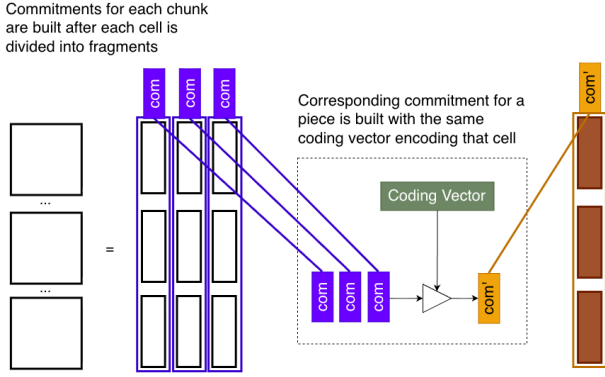 Commitments for each chunk
are built after each cell is
divided into fragments
com com com
com'
Corresponding commitment for a
piece is built with the same
coding vector encoding that cell
Coding Vector
...
=
com com com
com'
...